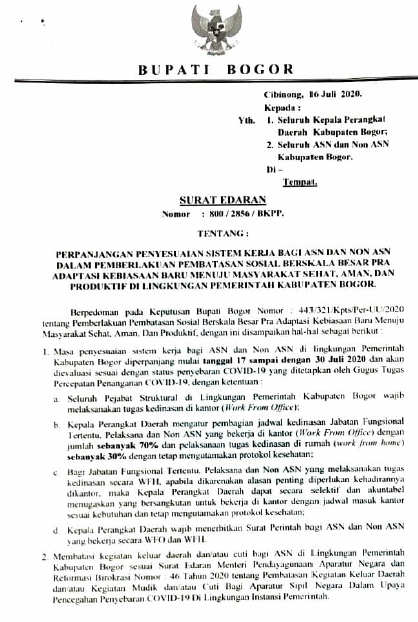 BUPATI BOGOR
Cibinong, 16 Juli 2020.
Kepada :
Yth. 1. Seluruh Kepala Perangkat
Daerah Kabupaten Bogor;
2. Seluruh ASN dan Non ASN
Kabupaten Bogor.
Di –
Tempat.
SURAT EDARAN
Nomor : 800 / 2856 / BKPP.
TENTANG :
PERPANJANGAN PENYESUAIAN SISTEM KERJA BAGI ASN DAN NON ASN
DALAM PEMBERLAKUAN PEMBATASAN SOSIAL BERSKALA BESAR PRA
ADAPTASI KEBIASAAN BARU MENUJU MASYARAKAT SEHAT, AMAN, DAN
PRODUKTIF DI LINGKUNGAN PEMERINTAH KABUPATEN BOGOR.
Berpedoman pada Keputusan Bupati Bogor Nomor : 443/321/Kpts/Per-UU/2020
tentang Pemberlakuan Pembatasan Sosial Berskala Besar Pra Adaptasi Kebiasaan Baru Menuju
Masyarakat Sehat, Aman, Dan Produktif, dengan ini disampaikan hal-hal sebagai berikut :
1. Masa penyesuaian sistem kerja bagi ASN dan Non ASN di lingkungan Pemerintah
Kabupaten Bogor diperpanjang mulai tanggal 17 sampai dengan 30 Juli 2020 dan akan
dievaluasi sesuai dengan status penyebaran COVID-19 yang ditetapkan oleh Gugus Tugas
Percepatan Penanganan COVID-19, dengan ketentuan :
a. Seluruh Pejabat Struktural di Lingkungan Pemerintah Kabupaten Bogor wajib
melaksanakan tugas kedinasan di kantor (Work From Office);
b. Kepala Perangkat Daerah mengatur pembagian jadwal kedinasan Jabatan Fungsional
Tertentu, Pelaksana dan Non ASN yang bekerja di kantor (Work From Office) dengan
jumlah sebanyak 70% dan pelaksanaan tugas kedinasan di rumah (work from home)
sebanyak 30% dengan tetap mengutamakan protokol kesehatan;
c. Bagi Jabatan Fungsional Tertentu, Pelaksana dan Non ASN yang melaksanakan tugas
kedinasan secara WFH, apabila dikarenakan alasan penting diperlukan kehadirannya
dikantor, maka Kepala Perangkat Daerah dapat secara selektif dan akuntabel
menugaskan yang bersangkutan untuk bekerja di kantor dengan jadwal masuk kantor
sesuai kebutuhan dan tetap mengutamakan protokol kesehatan;
d. Kepala Perangkat Daerah wajib menerbitkan Surat Perintah bagi ASN dan Non ASN
yang bekerja secara WFO dan WFH.
2. Membatasi kegiatan keluar daerah dan/atau cuti bagi ASN di Lingkungan Pemerintah
Kabupaten Bogor sesuai Surat Edaran Menteri Pendayagunaan Aparatur Negara dan
Reformasi Birokrasi Nomor : 46 Tahun 2020 tentang Pembatasan Kegiatan Keluar Daerah
dan/atau Kegiatan Mudik dan/atau Cuti Bagi Aparatur Sipil Negara Dalam Upaya
Pencegahan Penyebaran COVID-19 Di Lingkungan Instansi Pemerintah.